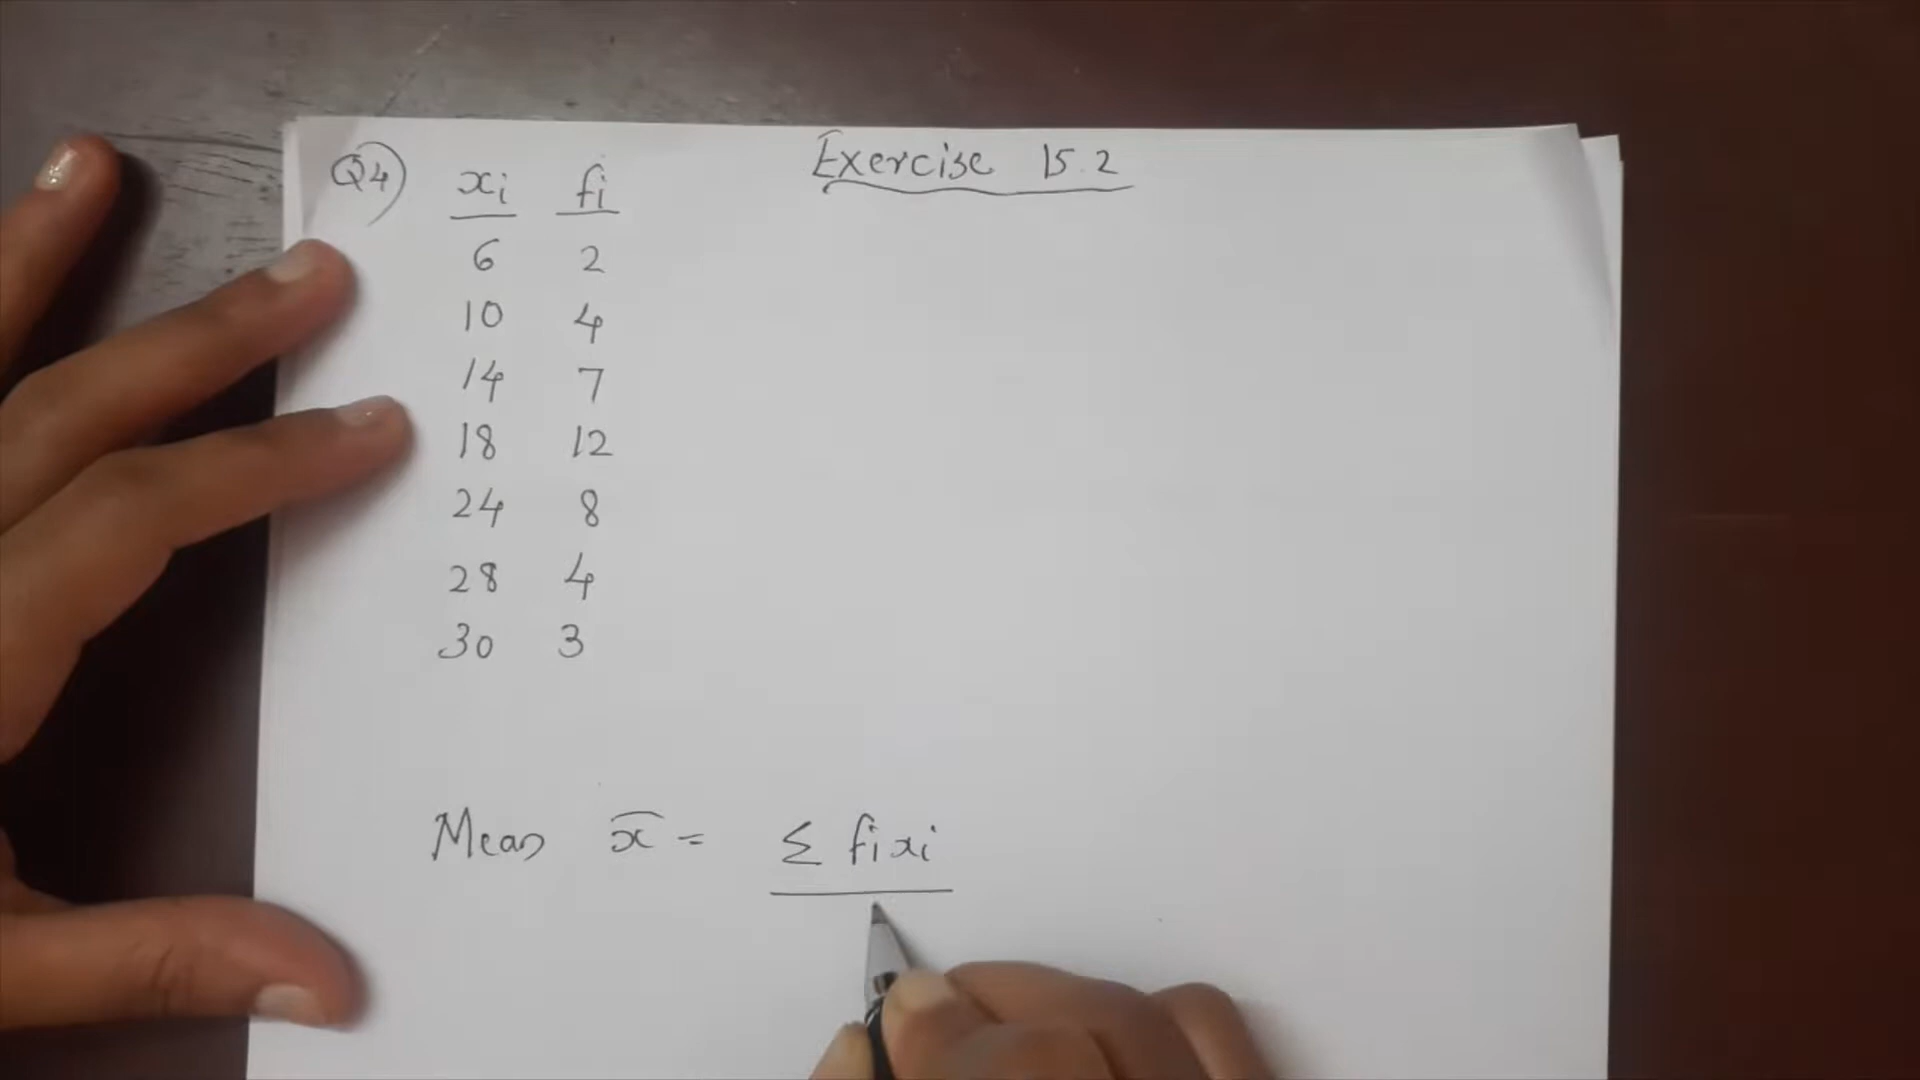 Exercise 15.2
Q4) xi fi
6 2
10 4
14 7
18 12
24 8
28 4
30 3
Mean x̄ = Σ fixi